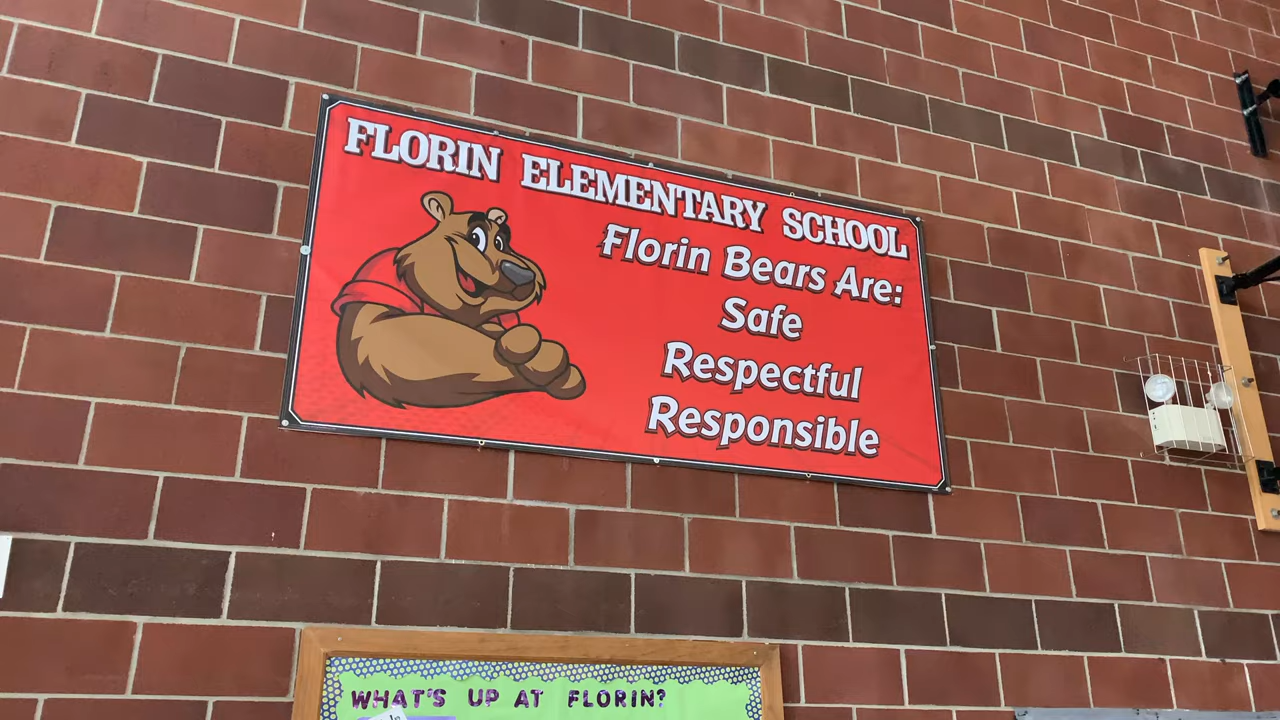 FLORIN ELEMENTARY SCHOOL
Florin Bears Are:
Safe
Respectful
Responsible
WHAT'S UP AT FLORIN?